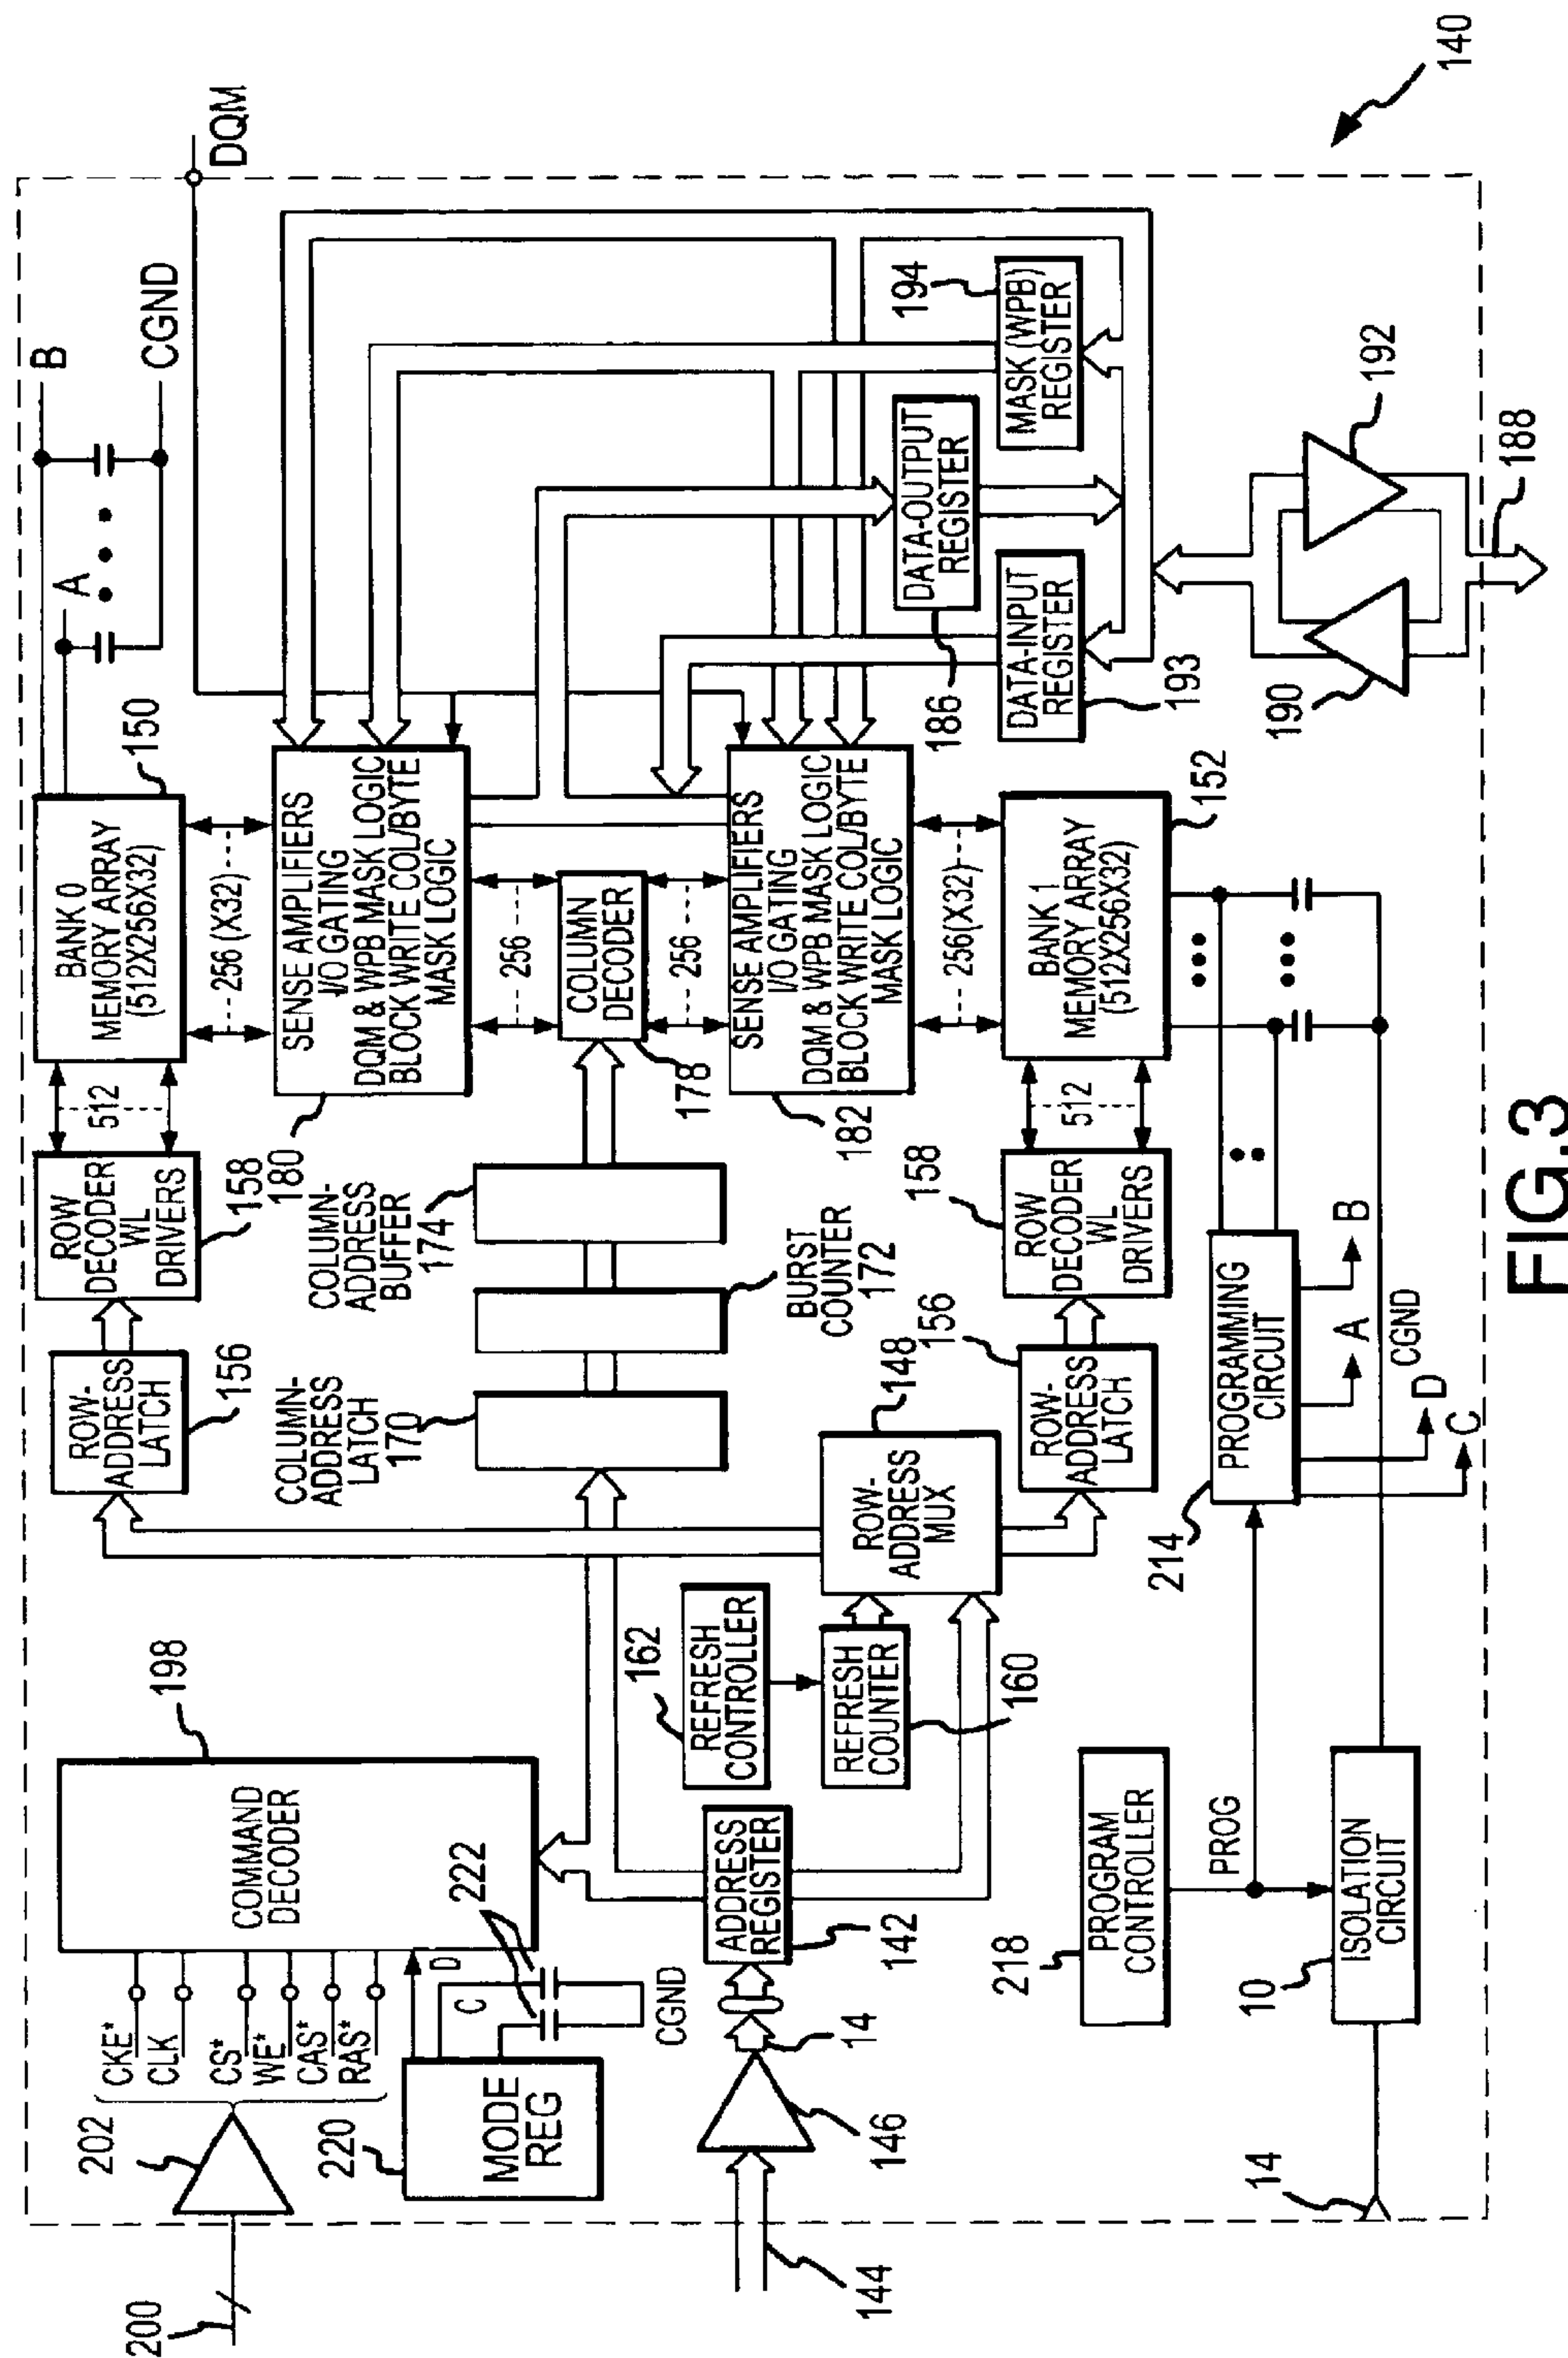 200
202
CKE*
CLK
CS*
WE*
CAS*
RAS*
COMMAND
DECODER
198
220
MODE
REG
C
D
222
CGND
144
146
14
ADDRESS
REGISTER
142
REFRESH
CONTROLLER
162
REFRESH
COUNTER
160
ROW-
ADDRESS
MUX
148
ROW-
ADDRESS
LATCH
156
ROW
DECODER
WL
DRIVERS
158
512
BANK 0
MEMORY ARRAY
(512X256X32)
150
A
B
CGND
DQM
256 (X32)
SENSE AMPLIFIERS
I/O GATING
DQM & WPB MASK LOGIC
BLOCK WRITE COL/BYTE
MASK LOGIC
180
COLUMN-
ADDRESS
LATCH
170
COLUMN-
ADDRESS
BUFFER
174
BURST
COUNTER
172
256
COLUMN
DECODER
178
256
SENSE AMPLIFIERS
I/O GATING
DQM & WPB MASK LOGIC
BLOCK WRITE COL/BYTE
MASK LOGIC
182
256(X32)
BANK 1
MEMORY ARRAY
(512X256X32)
152
ROW-
ADDRESS
LATCH
156
ROW
DECODER
WL
DRIVERS
158
512
DATA-OUTPUT
REGISTER
186
DATA-INPUT
REGISTER
193
MASK (WPB)
REGISTER
194
190
192
188
14
10
ISOLATION
CIRCUIT
218
PROGRAM
CONTROLLER
PROG
214
PROGRAMMING
CIRCUIT
C
D
A
B
CGND
140
FIG.3